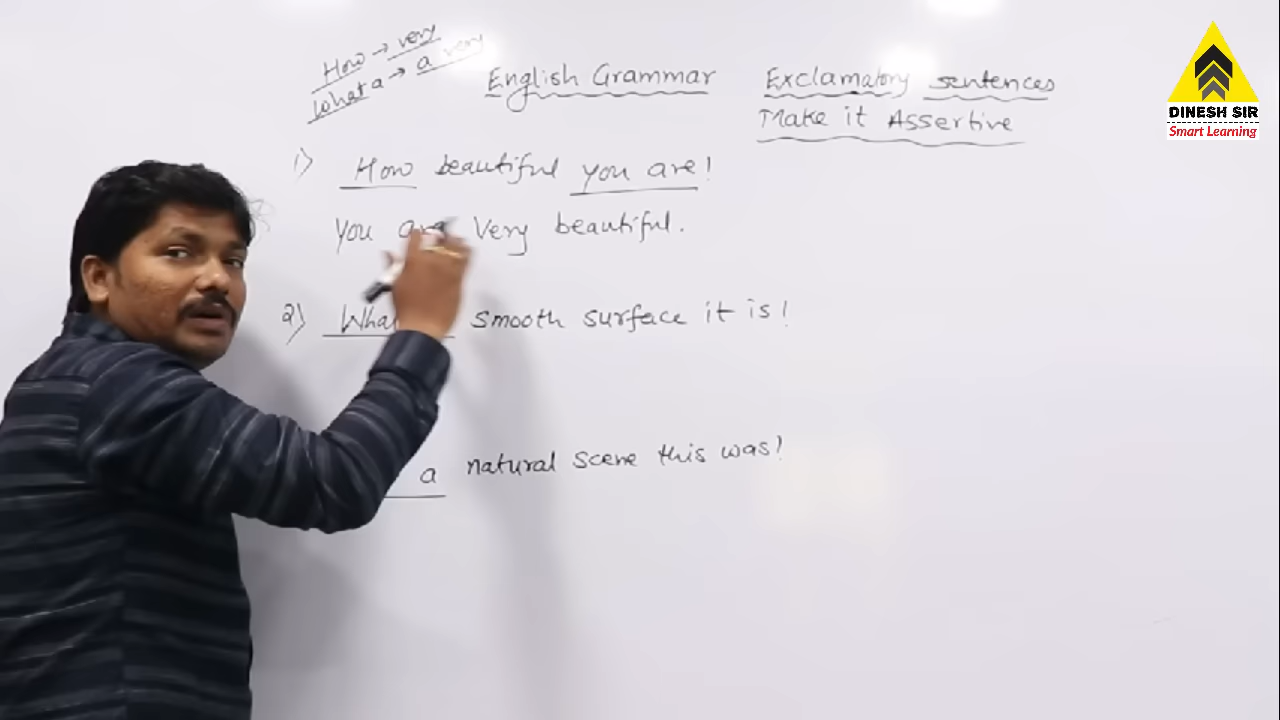 How → very
What a → a very
English Grammar
Exclamatory sentences
Make it Assertive
1) How beautiful you are!
you are very beautiful.
2) smooth surface it is!
a natural scene this was!
DINESH SIR
Smart Learning